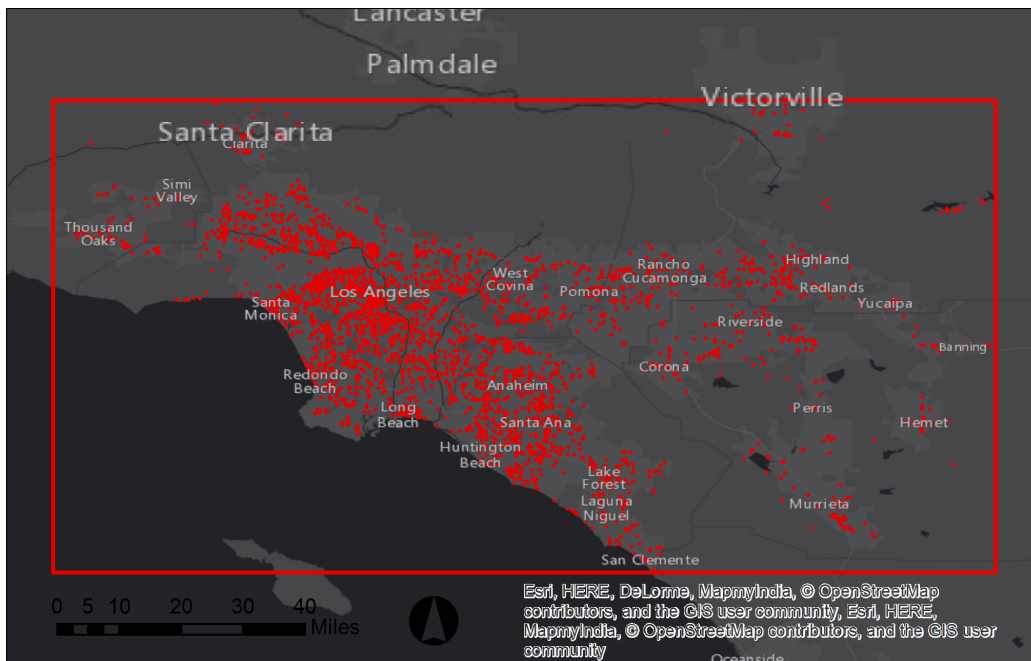 Lancaster
Palmdale
Victorville
Santa Clarita
Clarita
Simi
Valley
Thousand
Oaks
Highland
Rancho
Cucamonga
West
Covina
Pomona
Redlands
Los Angeles
Yucaipa
Santa
Monica
Riverside
Banning
Corona
Redondo
Beach
Anaheim
Long
Beach
Perris
Santa Ana
Hemet
Huntington
Beach
Lake
Forest
Laguna
Niguel
Murrieta
San Clemente
0 5 10 20 30 40
Miles
Esri, HERE, DeLorme, MapmyIndia, © OpenStreetMap
contributors, and the GIS user community, Esri, HERE,
MapmyIndia, © OpenStreetMap contributors, and the GIS user
community
Oceanside